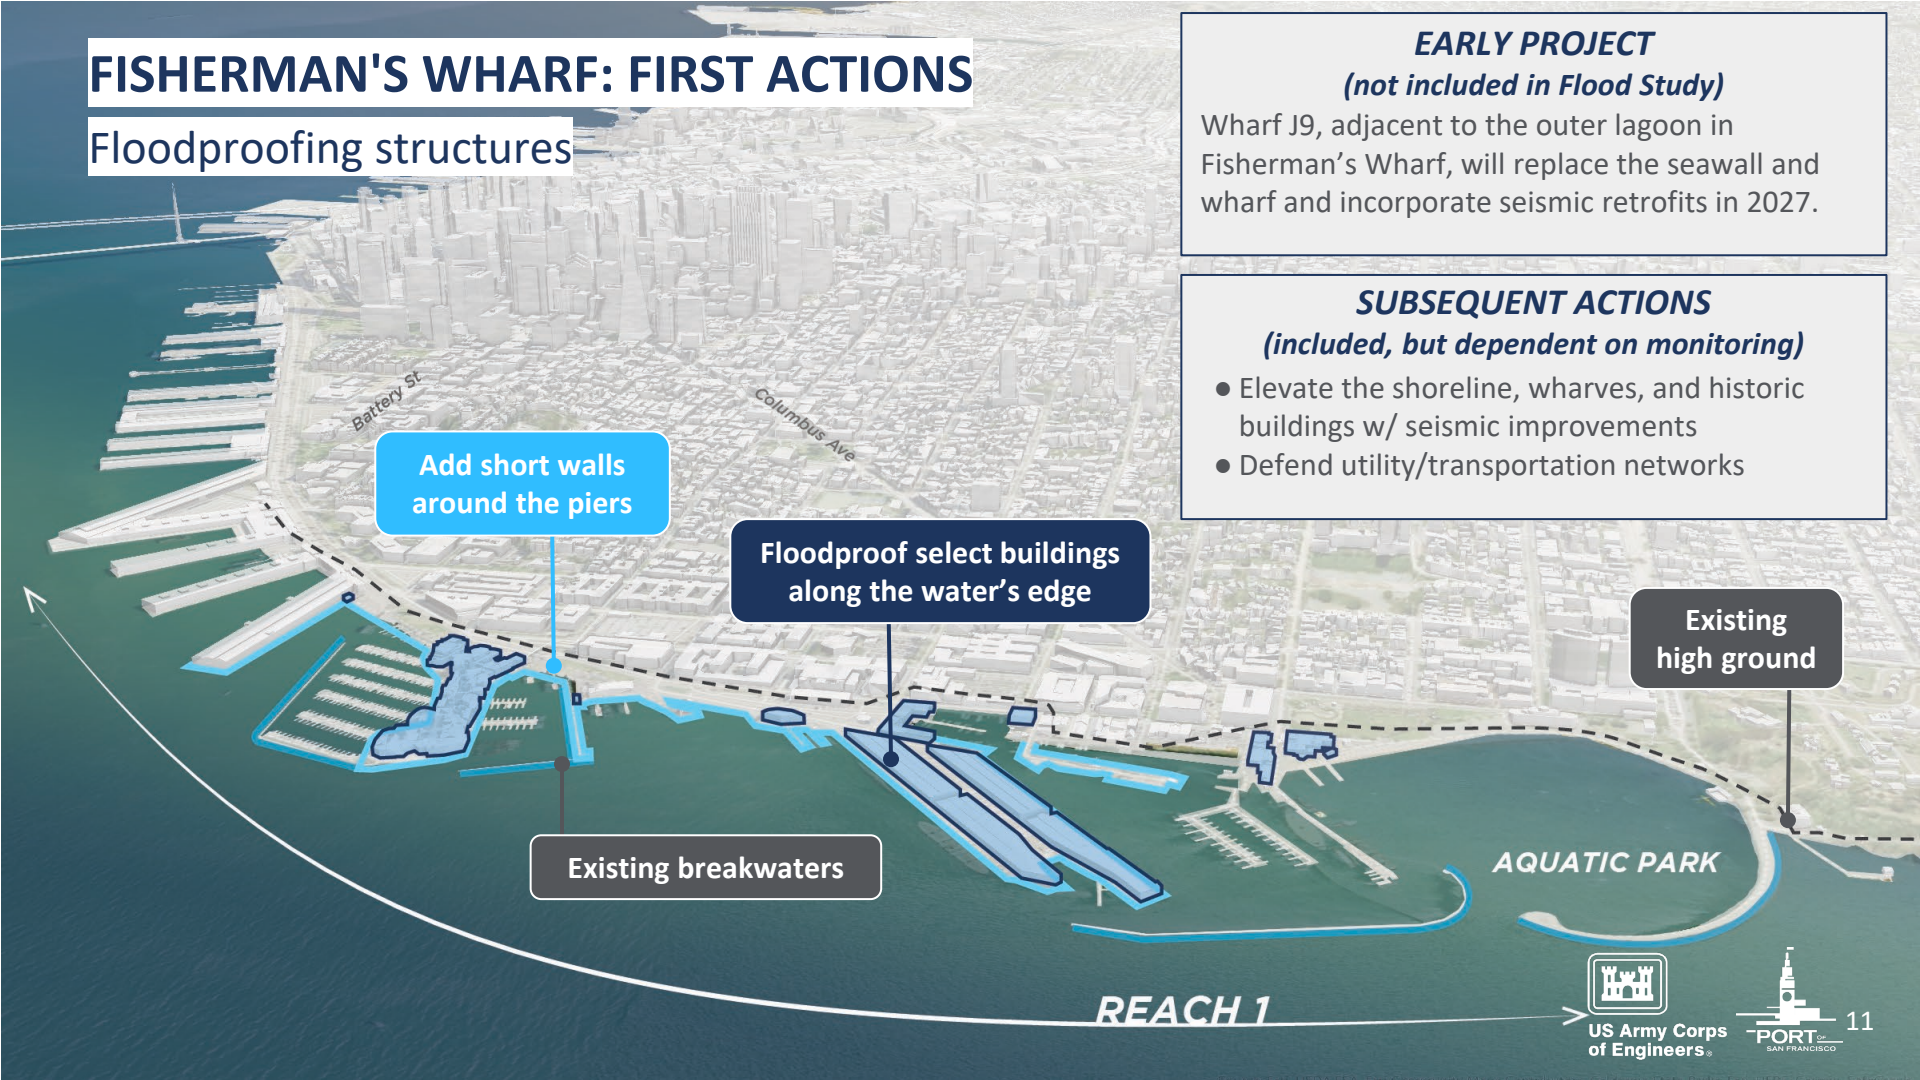 FISHERMAN'S WHARF: FIRST ACTIONS
Floodproofing structures
EARLY PROJECT
(not included in Flood Study)
Wharf J9, adjacent to the outer lagoon in
Fisherman’s Wharf, will replace the seawall and
wharf and incorporate seismic retrofits in 2027.
SUBSEQUENT ACTIONS
(included, but dependent on monitoring)
● Elevate the shoreline, wharves, and historic
buildings w/ seismic improvements
● Defend utility/transportation networks
Battery St
Columbus Ave
Add short walls
around the piers
Floodproof select buildings
along the water’s edge
Existing
high ground
Existing breakwaters
AQUATIC PARK
REACH 1
US Army Corps
of Engineers®
PORT OF
SAN FRANCISCO
11